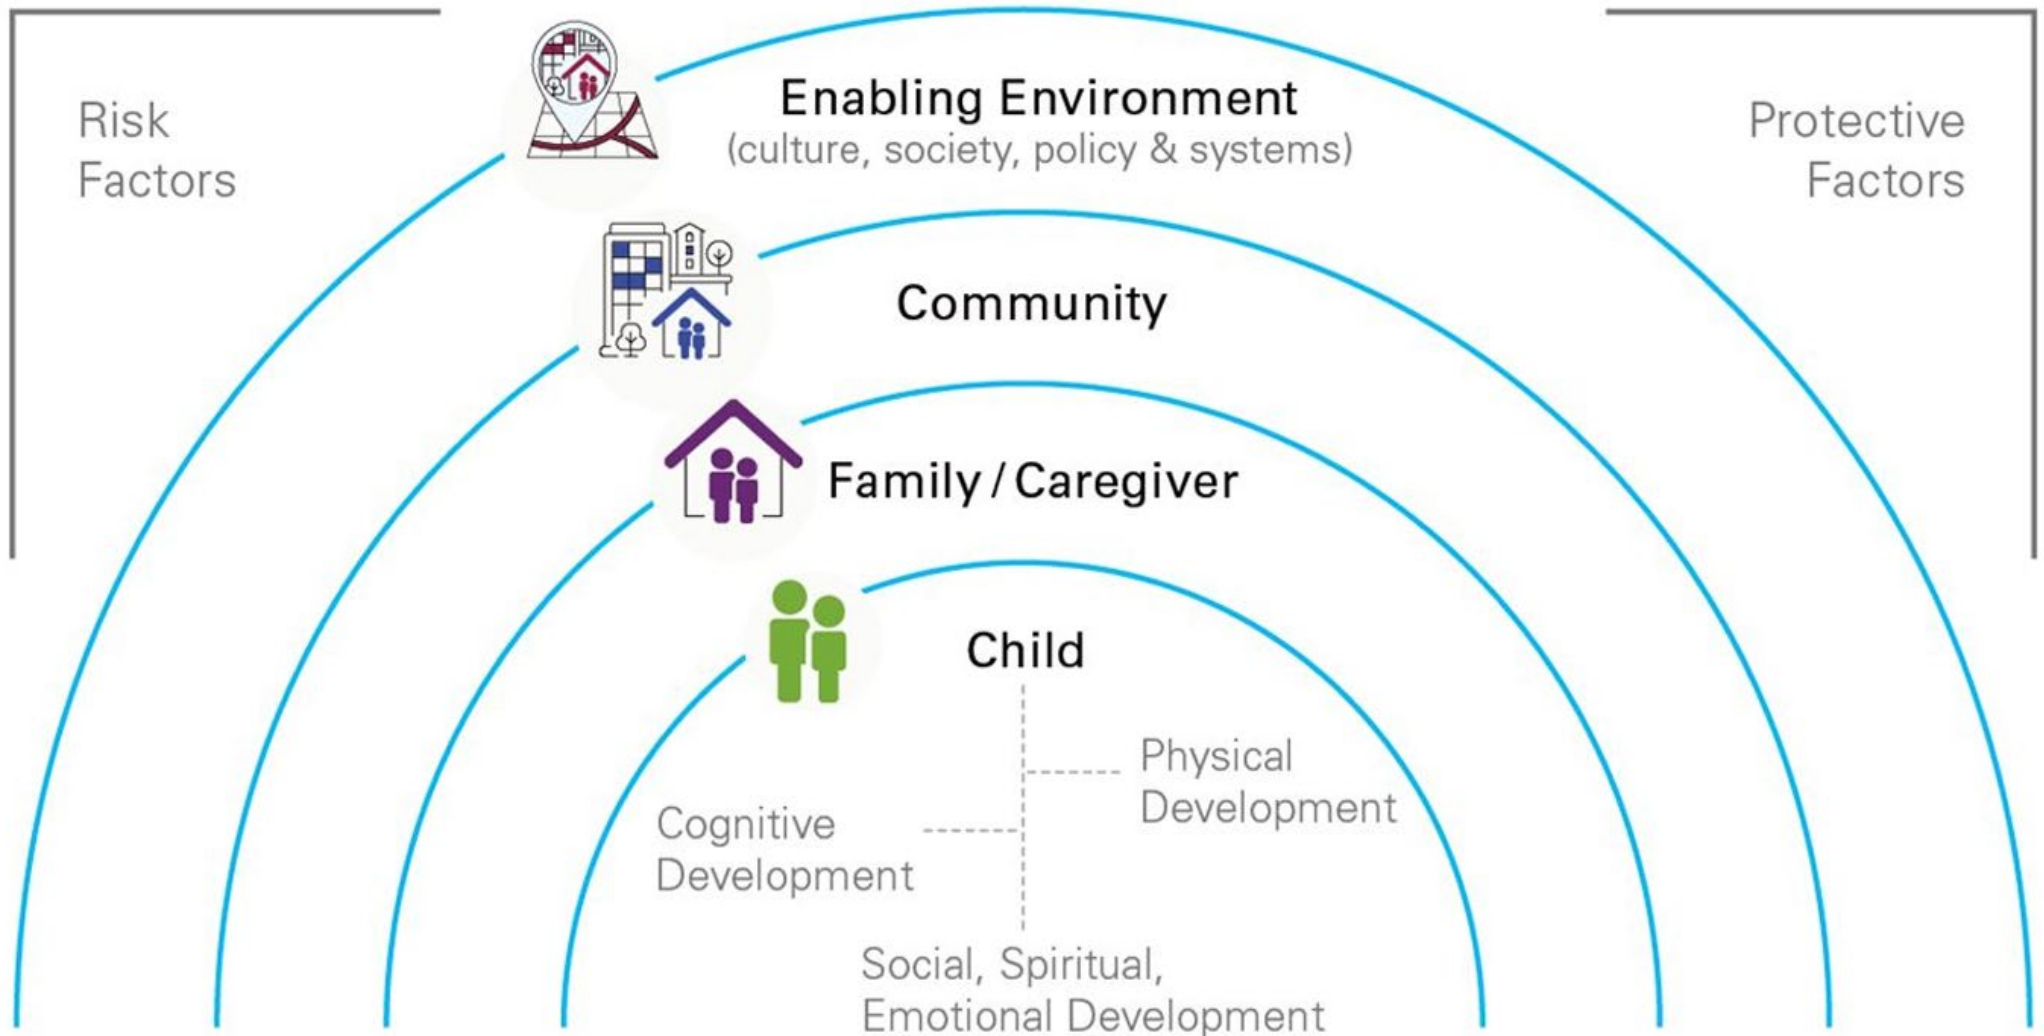 Risk
Factors
Enabling Environment
(culture, society, policy & systems)
Protective
Factors
Community
Family / Caregiver
Child
Physical
Development
Cognitive
Development
Social, Spiritual,
Emotional Development